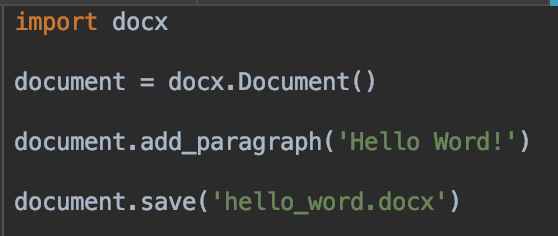 import docx
document = docx.Document()
document.add_paragraph('Hello Word!')
document.save('hello_word.docx')